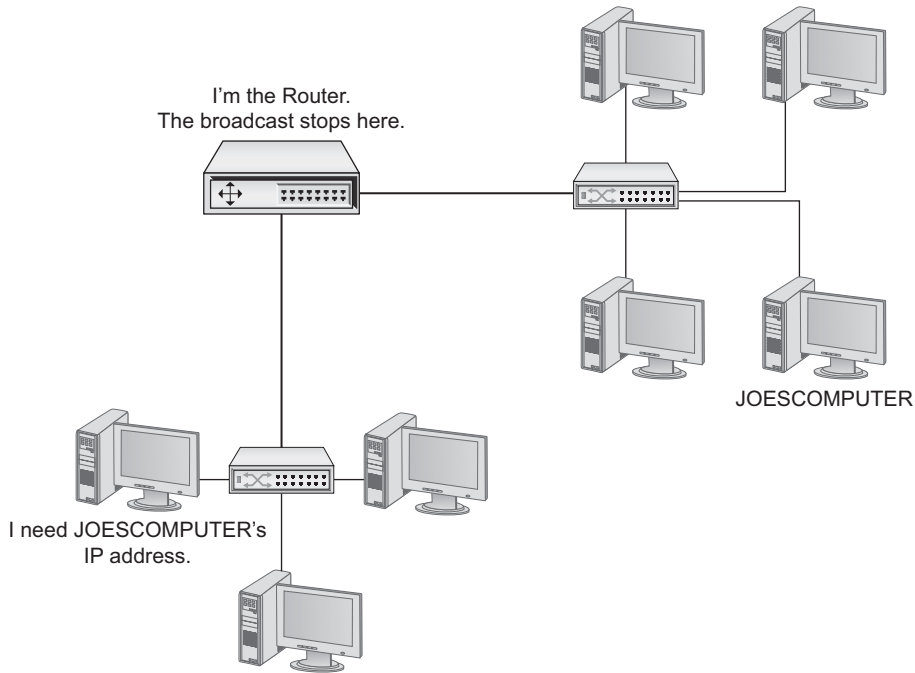 I'm the Router.
The broadcast stops here.
JOESCOMPUTER
I need JOESCOMPUTER's
IP address.